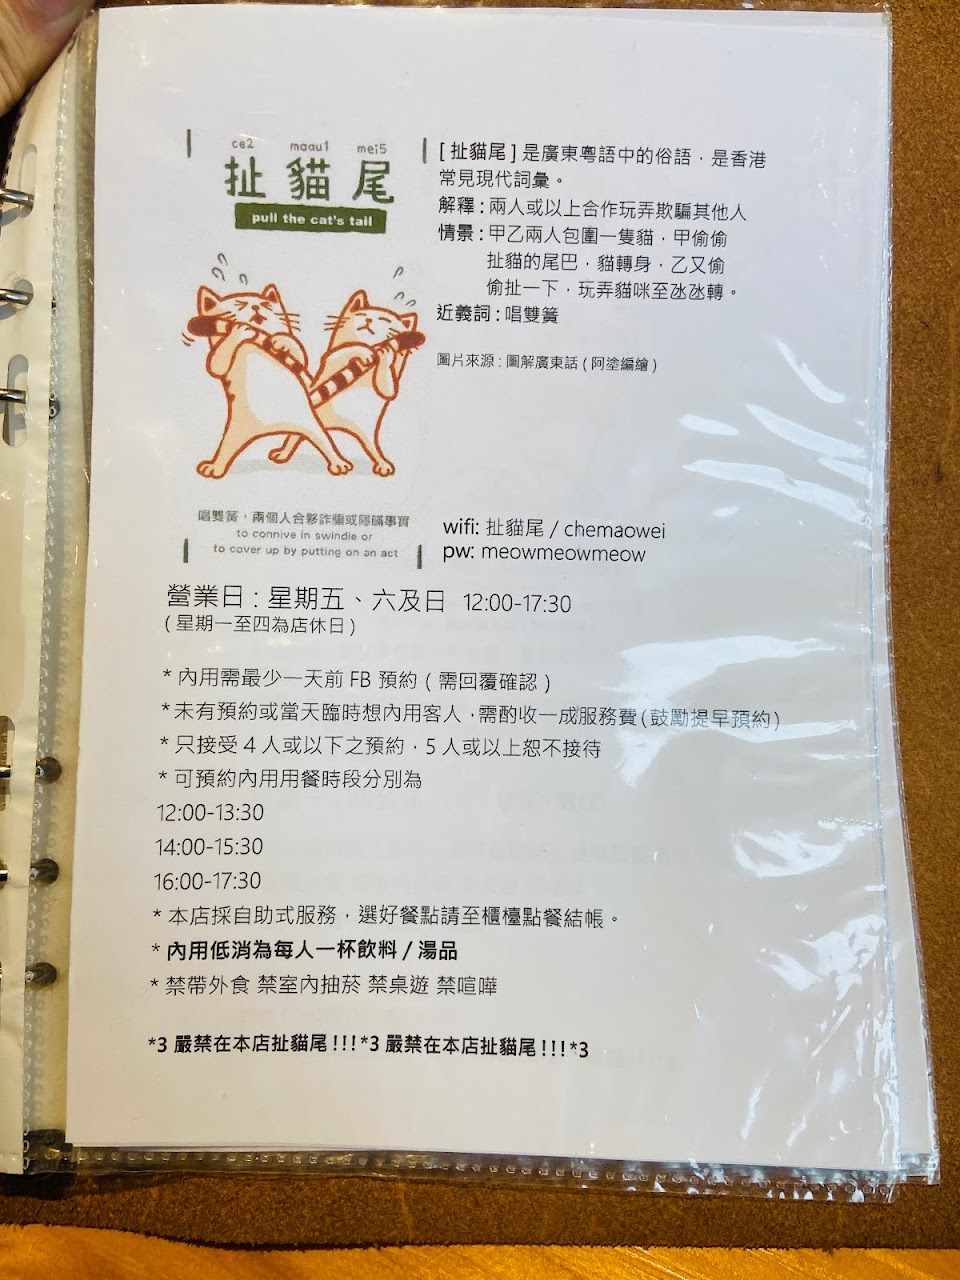 ce2 maau1 mei5
扯貓尾
pull the cat's tail
[ 扯貓尾 ] 是廣東粵語中的俗語，是香港
常見現代詞彙。
解釋 : 兩人或以上合作玩弄欺騙其他人
情景 : 甲乙兩人包圍一隻貓，甲偷偷
扯貓的尾巴，貓轉身，乙又偷
偷扯一下，玩弄貓咪至氹氹轉。
近義詞 : 唱雙簧
圖片來源 : 圖解廣東話 ( 阿塗編繪 )
唱雙簧，兩個人合夥詐騙或隱瞞事實
to connive in swindle or
to cover up by putting on an act
wifi: 扯貓尾 / chemaowei
pw: meowmeowmeow
營業日 : 星期五、六及日 12:00-17:30
( 星期一至四為店休日 )
* 內用需最少一天前 FB 預約 ( 需回覆確認 )
* 未有預約或當天臨時想內用客人，需酌收一成服務費 ( 鼓勵提早預約 )
* 只接受 4 人或以下之預約，5 人或以上恕不接待
* 可預約內用用餐時段分別為
12:00-13:30
14:00-15:30
16:00-17:30
* 本店採自助式服務，選好餐點請至櫃檯點餐結帳。
* 內用低消為每人一杯飲料 / 湯品
* 禁帶外食 禁室內抽菸 禁桌遊 禁喧嘩
*3 嚴禁在本店扯貓尾 ! ! ! *3 嚴禁在本店扯貓尾 ! ! ! *3